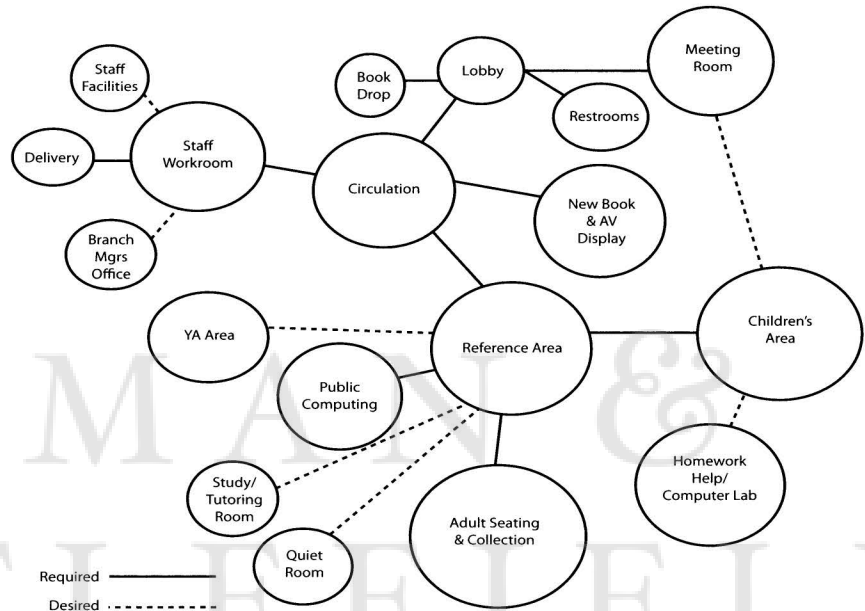 Staff
Facilities
Book
Drop
Lobby
Meeting
Room
Restrooms
Delivery
Staff
Workroom
Circulation
New Book
& AV
Display
Branch
Mgrs
Office
YA Area
Reference Area
Children's
Area
Public
Computing
Study/
Tutoring
Room
Quiet
Room
Adult Seating
& Collection
Homework
Help/
Computer Lab
Required
Desired
MAN &